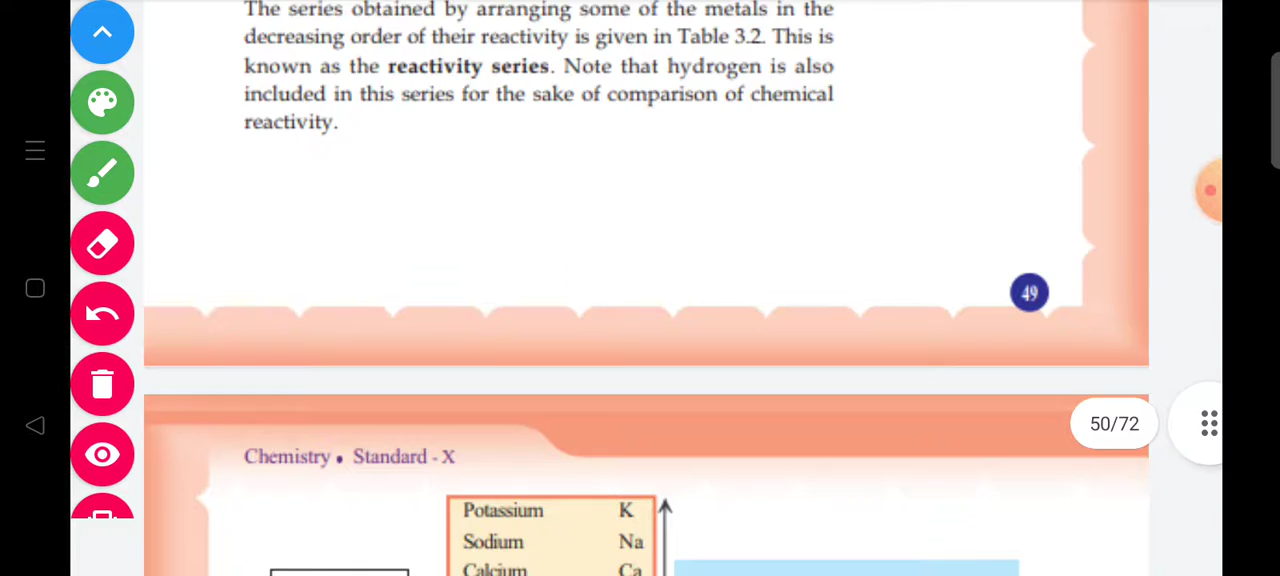 The series obtained by arranging some of the metals in the
decreasing order of their reactivity is given in Table 3.2. This is
known as the reactivity series. Note that hydrogen is also
included in this series for the sake of comparison of chemical
reactivity.
49
50/72
Chemistry • Standard - X
Potassium K
Sodium Na
Calcium Ca